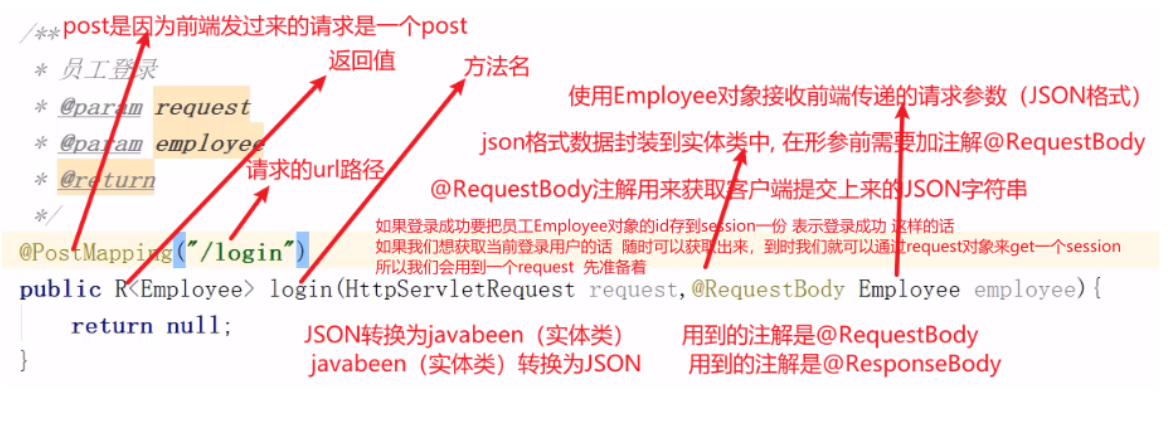 /** post是因为前端发过来的请求是一个post
* 员工登录 返回值 方法名
* @param request 使用Employee对象接收前端传递的请求参数（JSON格式）
* @param employee json格式数据封装到实体类中, 在形参前需要加注解@RequestBody
* @return 请求的url路径 @RequestBody注解用来获取客户端提交上来的JSON字符串
*/
如果登录成功要把员工Employee对象的id存到session一份 表示登录成功 这样的话
@PostMapping("/login") 如果我们想获取当前登录用户的话 随时可以获取出来，到时我们就可以通过request对象来get一个session
所以我们会用到一个request 先准备着
public R<Employee> login(HttpServletRequest request,@RequestBody Employee employee){
return null; JSON转换为javabeen（实体类） 用到的注解是@RequestBody
} javabeen（实体类）转换为JSON 用到的注解是@ResponseBody